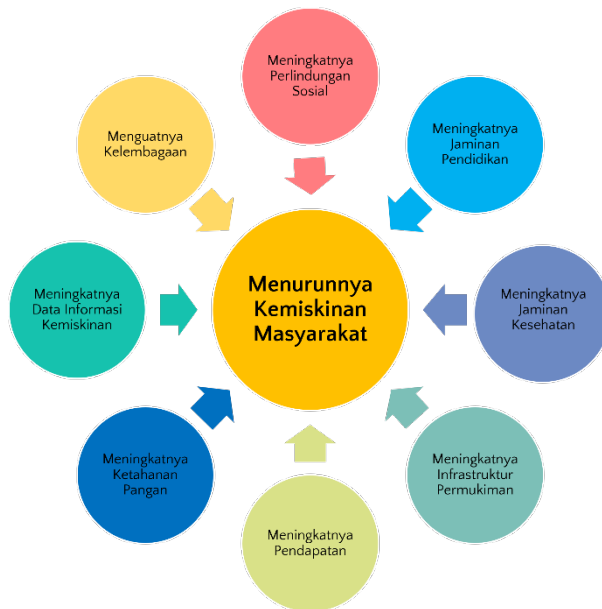 Meningkatnya
Perlindungan
Sosial
Meningkatnya
Jaminan
Pendidikan
Meningkatnya
Jaminan
Kesehatan
Meningkatnya
Infrastruktur
Permukiman
Meningkatnya
Pendapatan
Meningkatnya
Ketahanan
Pangan
Meningkatnya
Data Informasi
Kemiskinan
Menguatnya
Kelembagaan
Menurunnya
Kemiskinan
Masyarakat